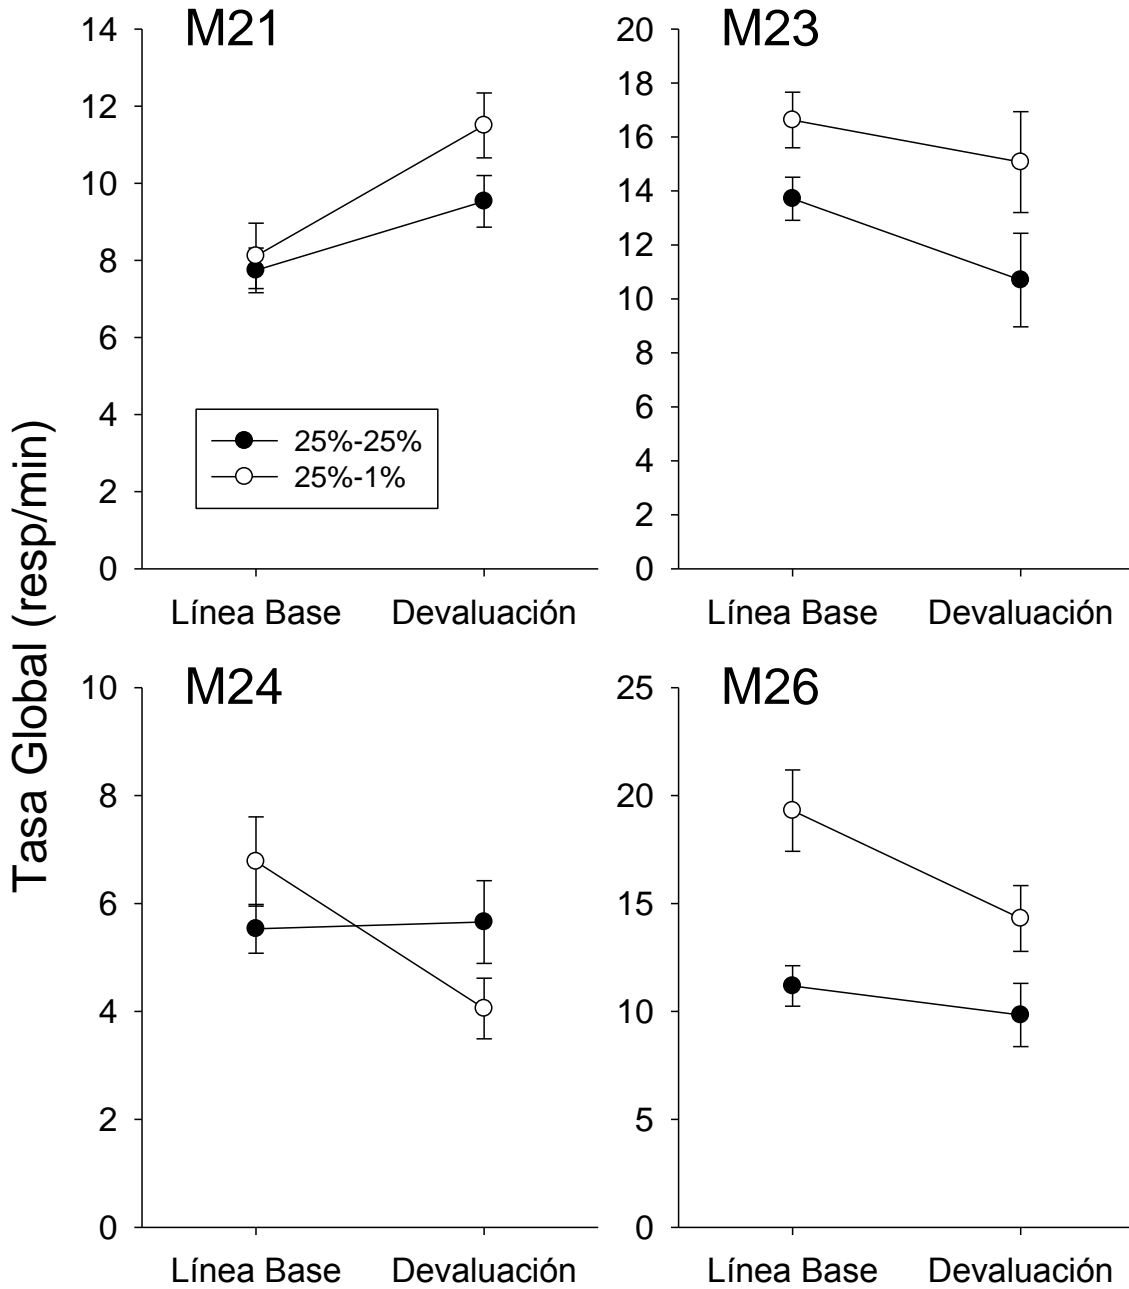 Tasa Global (resp/min)
M21
14
12
10
8
6
4
2
0
25%-25%
25%-1%
Línea Base
Devaluación
M23
20
18
16
14
12
10
8
6
4
2
0
Línea Base
Devaluación
M24
10
8
6
4
2
0
Línea Base
Devaluación
M26
25
20
15
10
5
0
Línea Base
Devaluación